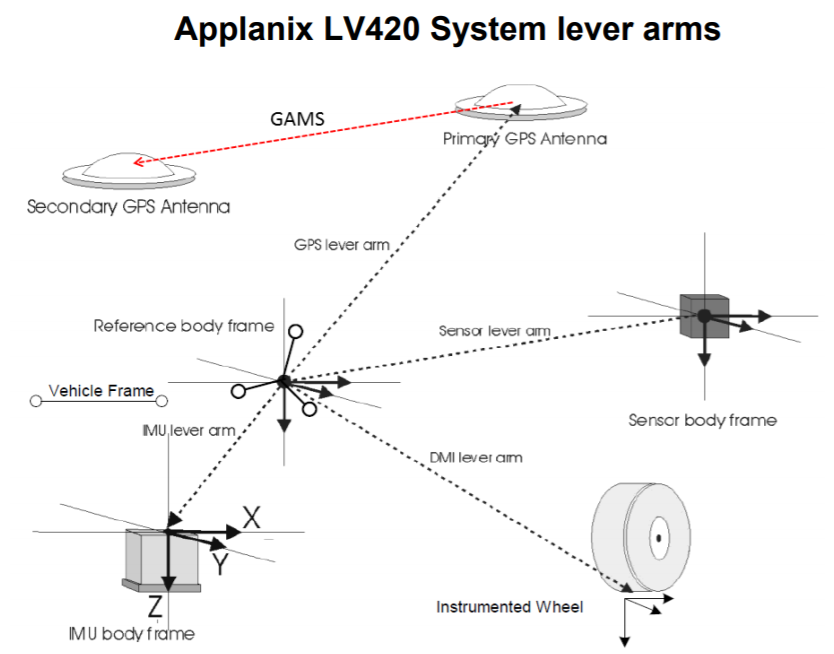 Applanix LV420 System lever arms
GAMS
Primary GPS Antenna
Secondary GPS Antenna
GPS lever arm
Reference body frame
Sensor lever arm
Vehicle Frame
Sensor body frame
IMU lever arm
DMI lever arm
X
Y
Z
Instrumented Wheel
IMU body frame